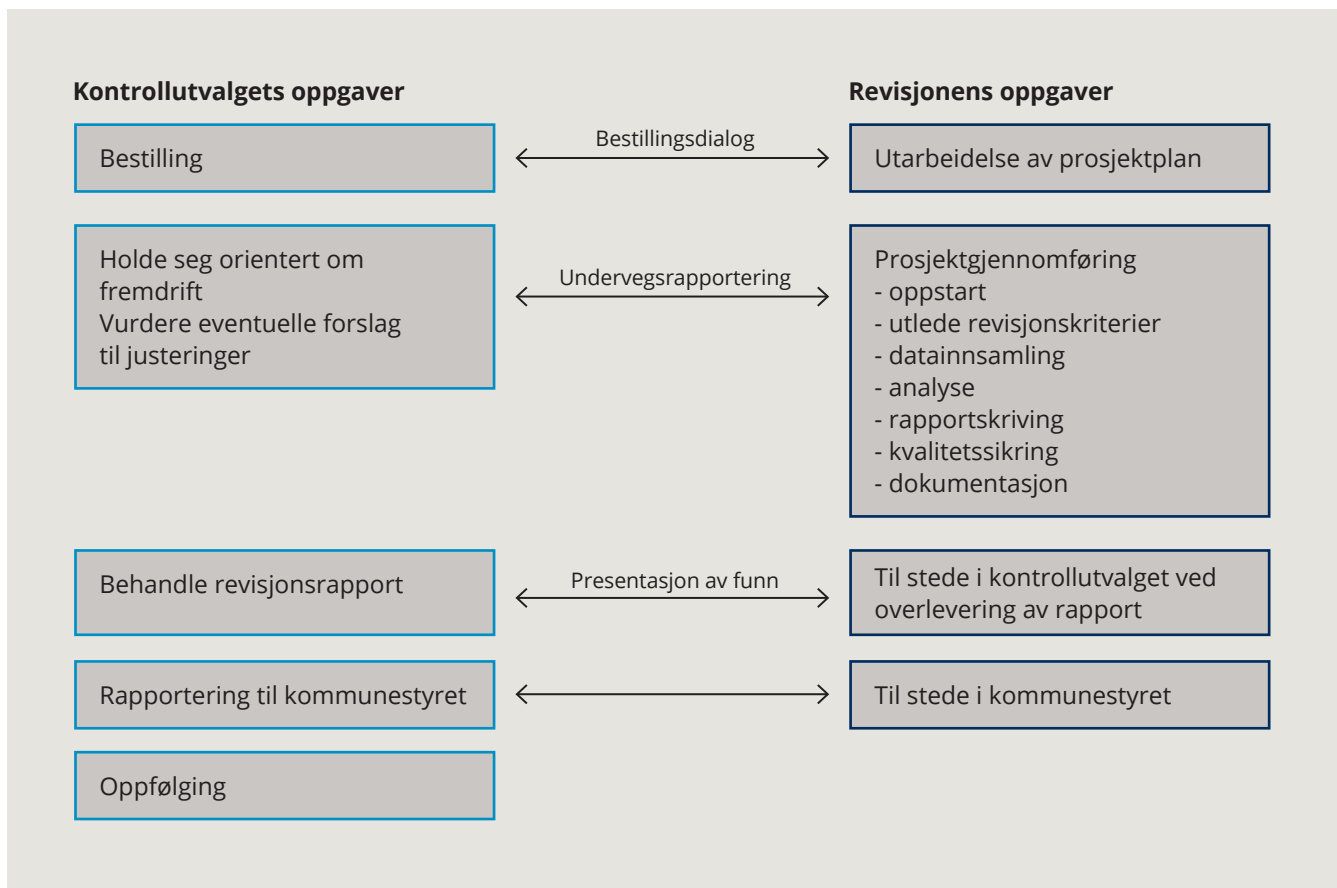 Kontrollutvalgets oppgaver
Revisjonens oppgaver
Bestilling
Bestillingsdialog
Utarbeidelse av prosjektplan
Holde seg orientert om
fremdrift
Vurdere eventuelle forslag
til justeringer
Undervegsrapportering
Prosjektgjennomføring
- oppstart
- utlede revisjonskriterier
- datainnsamling
- analyse
- rapportskriving
- kvalitetssikring
- dokumentasjon
Behandle revisjonsrapport
Presentasjon av funn
Til stede i kontrollutvalget ved
overlevering av rapport
Rapportering til kommunestyret
Til stede i kommunestyret
Oppfølging